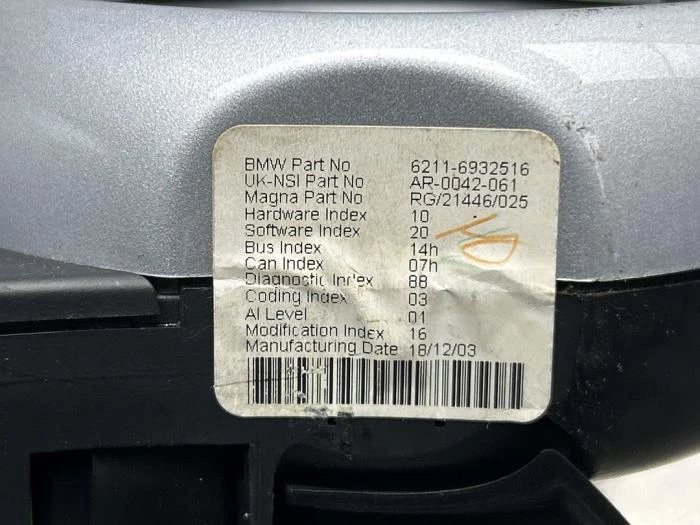 BMW Part No 6211-6932516
UK-NSI Part No AR-0042-061
Magna Part No RG/21446/025
Hardware Index 10
Software Index 20
Bus Index 14h
Can Index 07h
Diagnostic Index 88
Coding Index 03
AI Level 01
Modification Index 16
Manufacturing Date 18/12/03